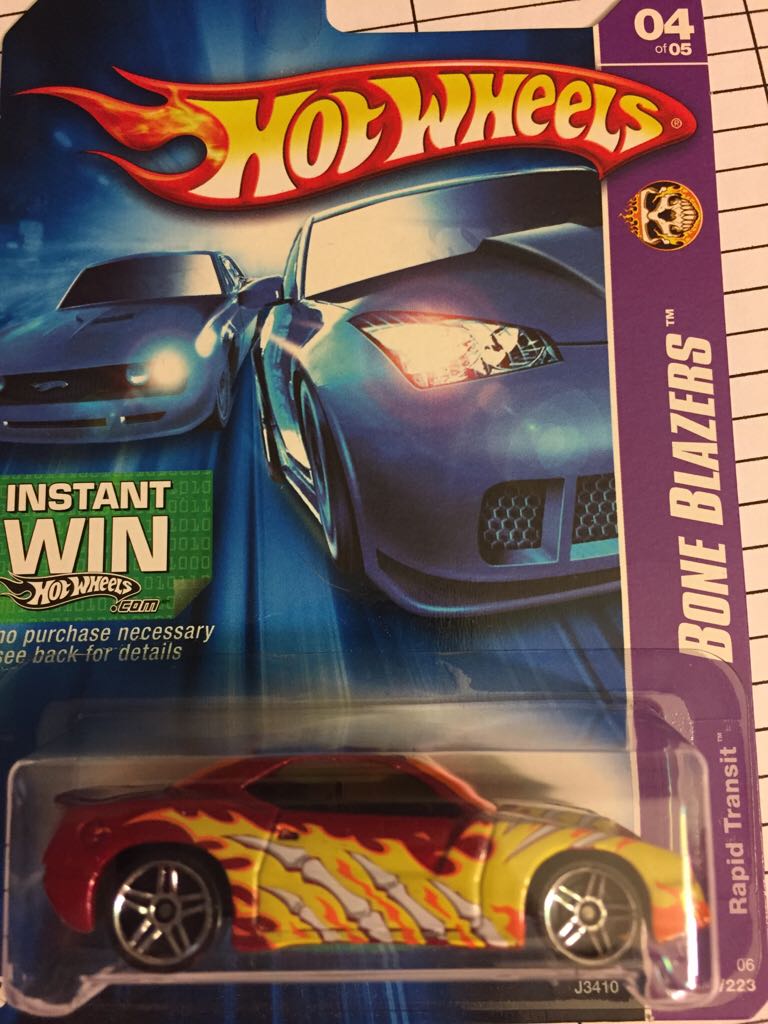 04
of 05
HOT WHEELS®
BONE BLAZERS™
INSTANT
WIN
HOT WHEELS
.COM
no purchase necessary
see back for details
Rapid Transit™
06
J3410
/223